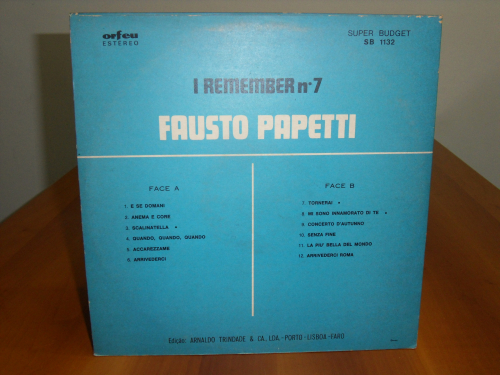 orfeu
ESTEREO
SUPER BUDGET
SB 1132
I REMEMBER nº7
FAUSTO PAPETTI
FACE A
1. E SE DOMANI
2. ANEMA E CORE
3. SCALINATELLA •
4. QUANDO, QUANDO, QUANDO
5. ACCAREZZAME
6. ARRIVEDERCI
FACE B
7. TORNERAI •
8. MI SONO INNAMORATO DI TE •
9. CONCERTO D'AUTUNNO
10. SENZA FINE
11. LA PIU' BELLA DEL MONDO
12. ARRIVEDERCI ROMA
Edição: ARNALDO TRINDADE & CA. LDA.-PORTO-LISBOA-FARO